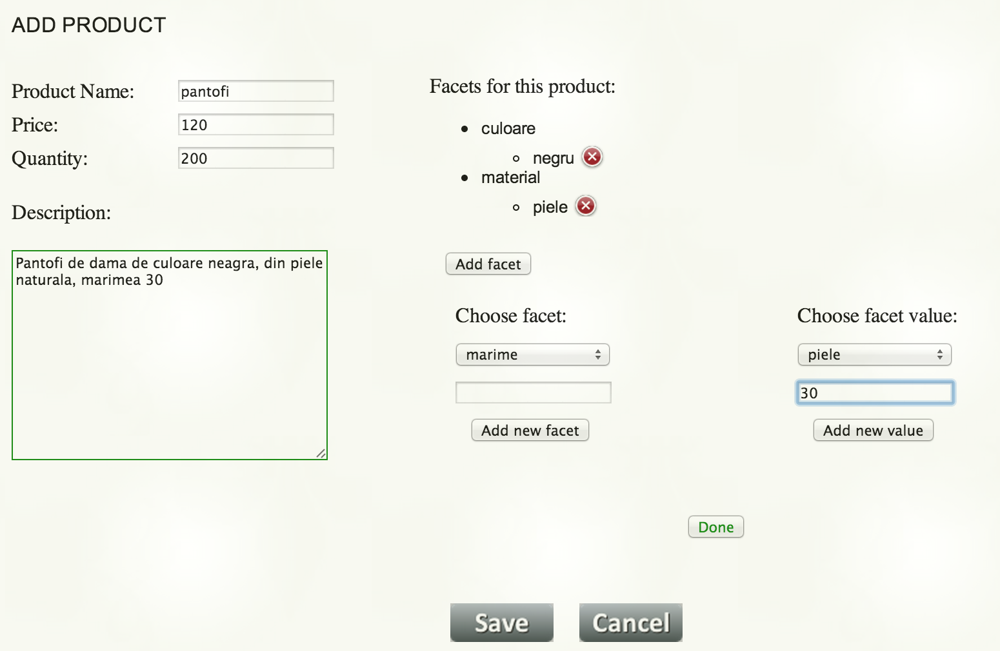 ADD PRODUCT
Product Name: pantofi
Price: 120
Quantity: 200
Description:
Pantofi de dama de culoare neagra, din piele
naturala, marimea 30
Facets for this product:
culoare
negru
material
piele
Add facet
Choose facet:
marime
Add new facet
Choose facet value:
piele
30
Add new value
Done
Save
Cancel